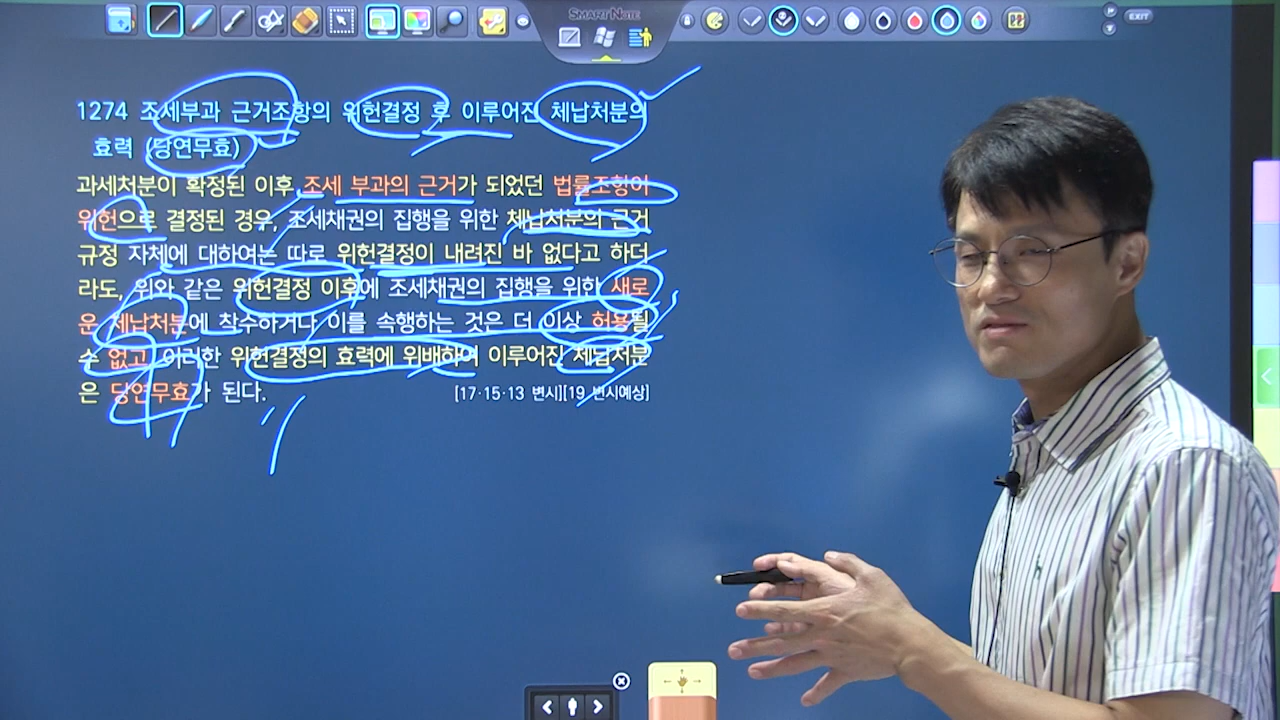 SMART NOTE
EXIT
1274 조세부과 근거조항의 위헌결정 후 이루어진 체납처분의
효력 (당연무효)
과세처분이 확정된 이후 조세 부과의 근거가 되었던 법률조항이
위헌으로 결정된 경우, 조세채권의 집행을 위한 체납처분의 근거
규정 자체에 대하여는 따로 위헌결정이 내려진 바 없다고 하더
라도, 위와 같은 위헌결정 이후에 조세채권의 집행을 위한 새로
운 체납처분에 착수하거나 이를 속행하는 것은 더 이상 허용될
수 없고 이러한 위헌결정의 효력에 위배하여 이루어진 체납처분
은 당연무효가 된다.
[17·15·13 변시][19 변시예상]